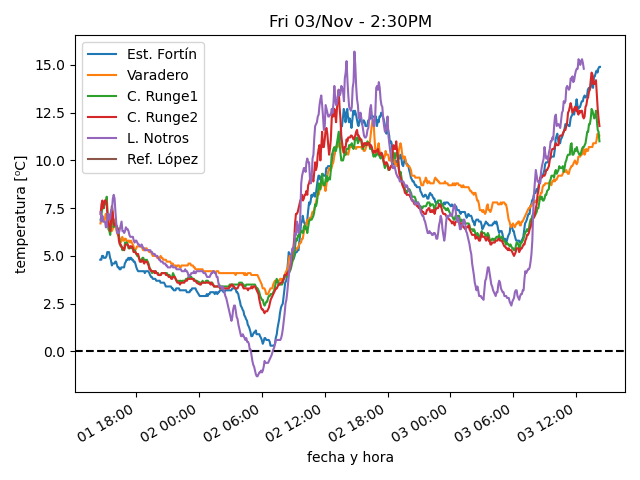 Fri 03/Nov - 2:30PM
temperatura [°C]
15.0
12.5
10.0
7.5
5.0
2.5
0.0
Est. Fortín
Varadero
C. Runge1
C. Runge2
L. Notros
Ref. López
01 18:00
02 00:00
02 06:00
02 12:00
02 18:00
03 00:00
03 06:00
03 12:00
fecha y hora